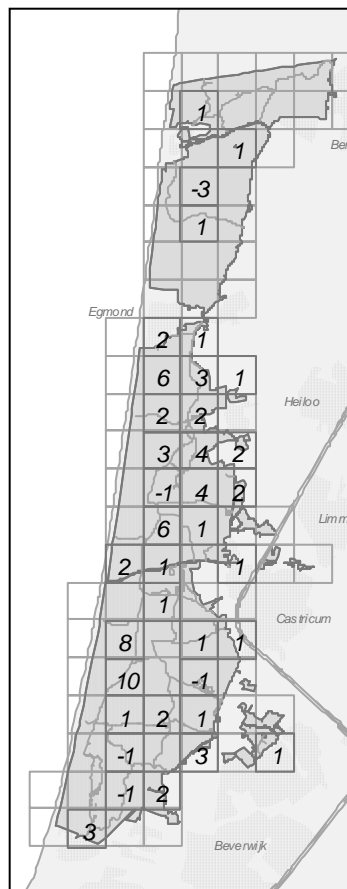 1
1
Ber
-3
1
Egmond
2 1
6 3 1
2 2
Heiloo
3 4 2
-1 4 2
6 1
Limm
2 1 1
1
Castricum
8 1 1
10 -1
1 2 1
-1 3 1
-1 2
3
Beverwijk